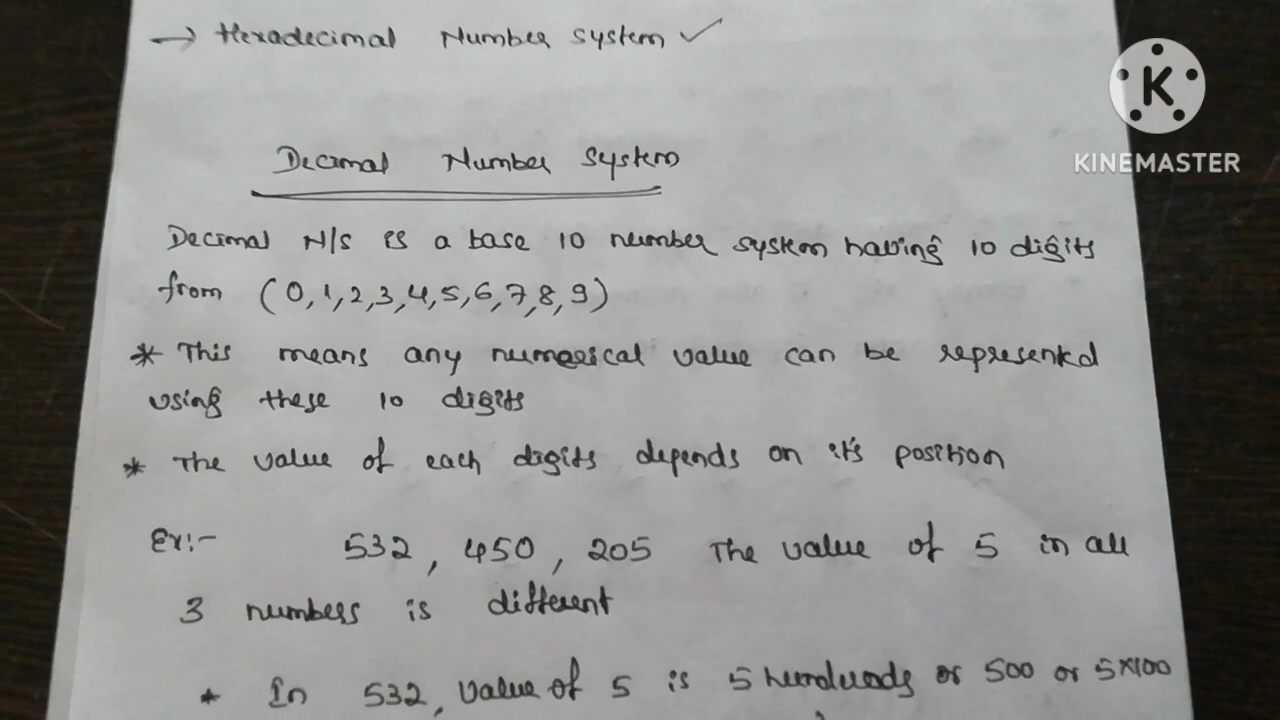 → Hexadecimal Number system ✓
K
KINEMASTER
Decimal Number System
Decimal N/s is a base 10 number system having 10 digits
from (0,1,2,3,4,5,6,7,8,9)
* This means any numerical value can be represented
using these 10 digits
* The value of each digits depends on it's position
Ex:- 532, 450, 205 The value of 5 in all
3 numbers is different
* In 532, value of 5 is 5 hundreds or 500 or 5×100